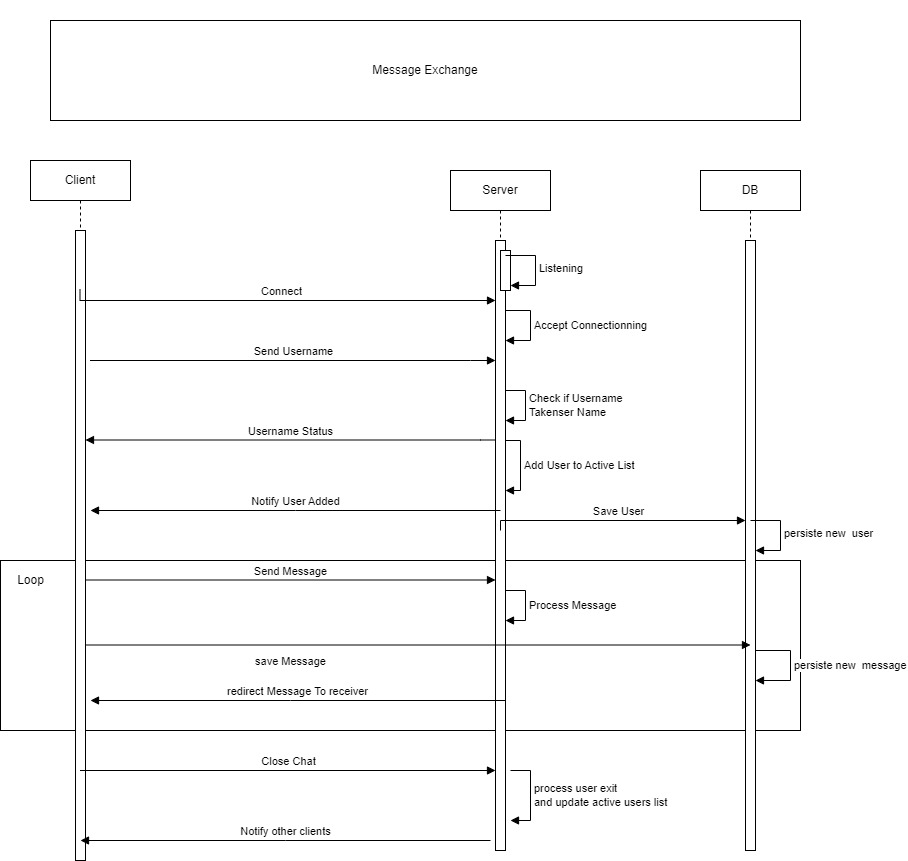 Message Exchange
Client
Server
DB
Listening
Connect
Accept Connectionning
Send Username
Check if Username
Takenser Name
Username Status
Add User to Active List
Notify User Added
Save User
persiste new  user
Loop
Send Message
Process Message
save Message
persiste new  message
redirect Message To receiver
Close Chat
process user exit
and update active users list
Notify other clients